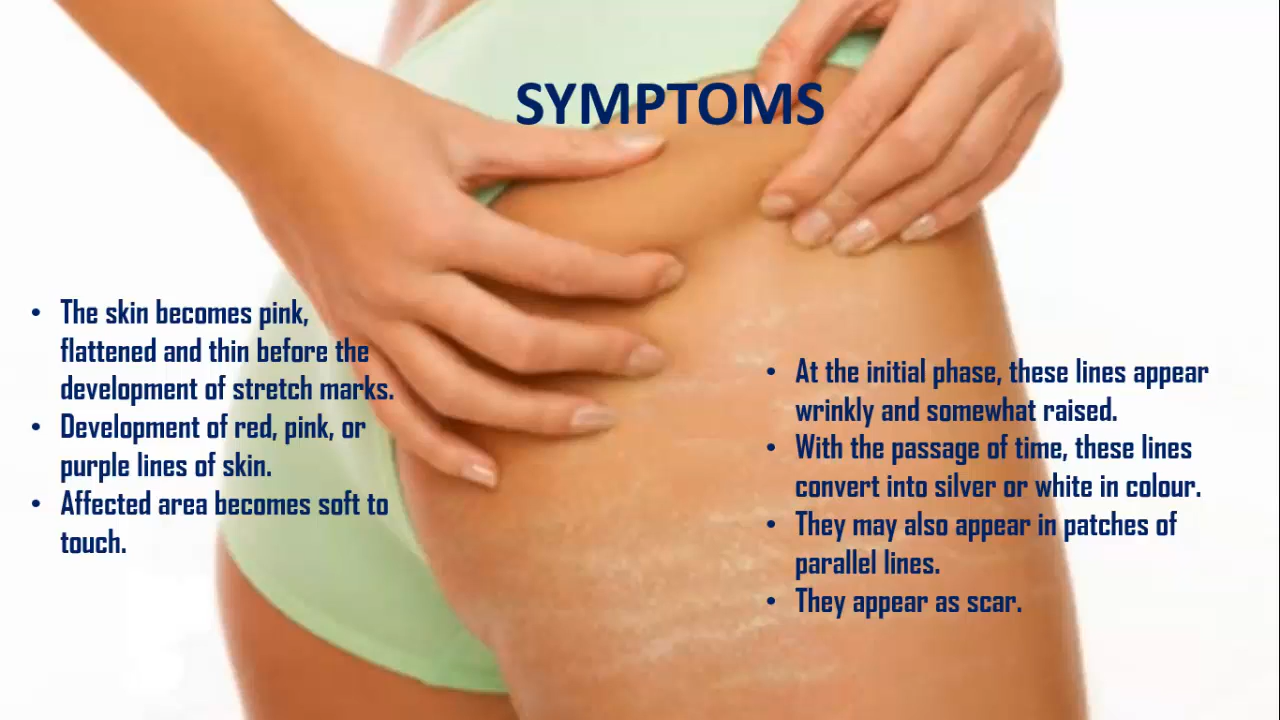 SYMPTOMS
• The skin becomes pink,
flattened and thin before the
development of stretch marks.
• Development of red, pink, or
purple lines of skin.
• Affected area becomes soft to
touch.
• At the initial phase, these lines appear
wrinkly and somewhat raised.
• With the passage of time, these lines
convert into silver or white in colour.
• They may also appear in patches of
parallel lines.
• They appear as scar.